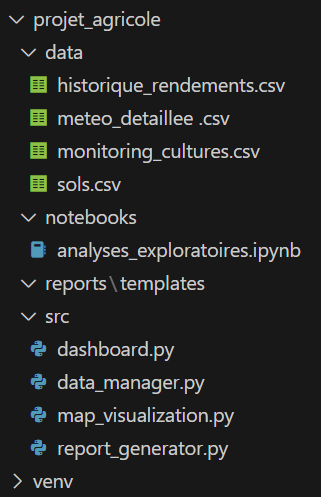 projet_agricole
data
historique_rendements.csv
meteo_detaillee .csv
monitoring_cultures.csv
sols.csv
notebooks
analyses_exploratoires.ipynb
reports\templates
src
dashboard.py
data_manager.py
map_visualization.py
report_generator.py
venv